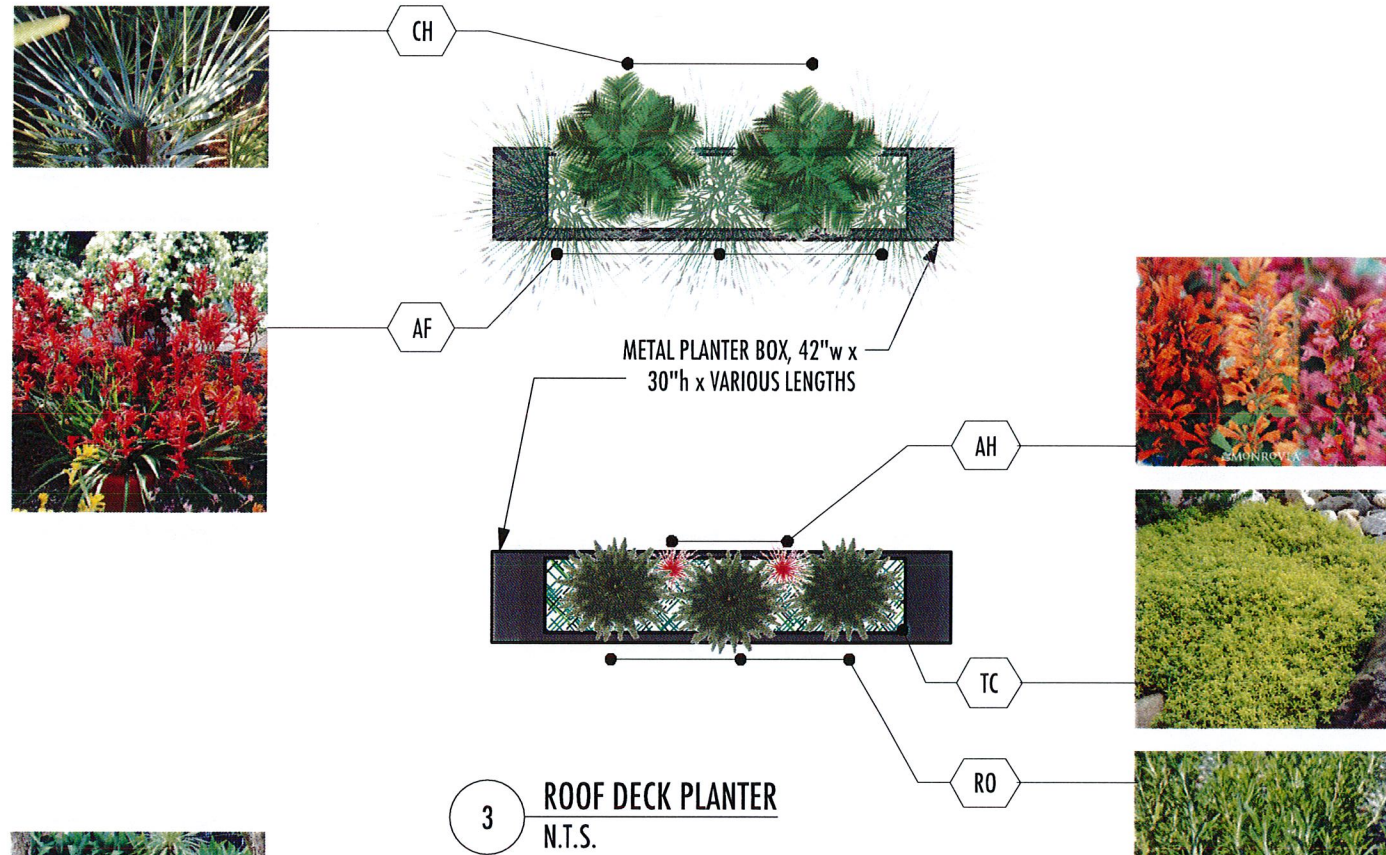 CH
AF
METAL PLANTER BOX, 42"w x
30"h x VARIOUS LENGTHS
AH
©MONROVIA
TC
RO
3
ROOF DECK PLANTER
N.T.S.